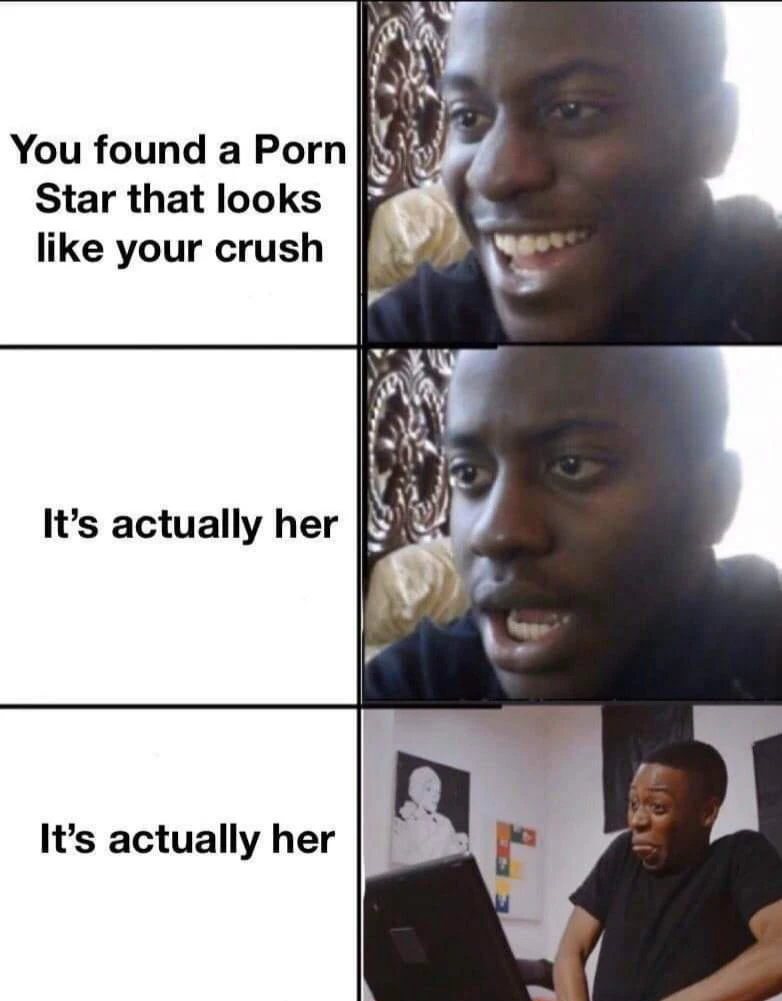 You found a Porn
Star that looks
like your crush
It’s actually her
It’s actually her